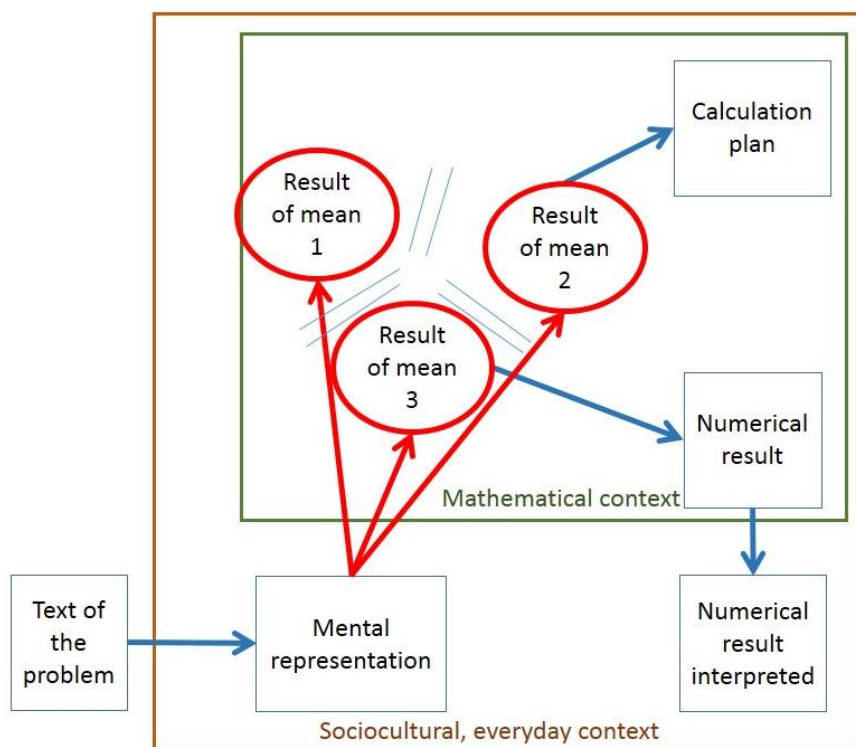 Calculation
plan
Result
of mean
1
Result
of mean
2
Result
of mean
3
Numerical
result
Mathematical context
Text of
the
problem
Mental
representation
Numerical
result
interpreted
Sociocultural, everyday context